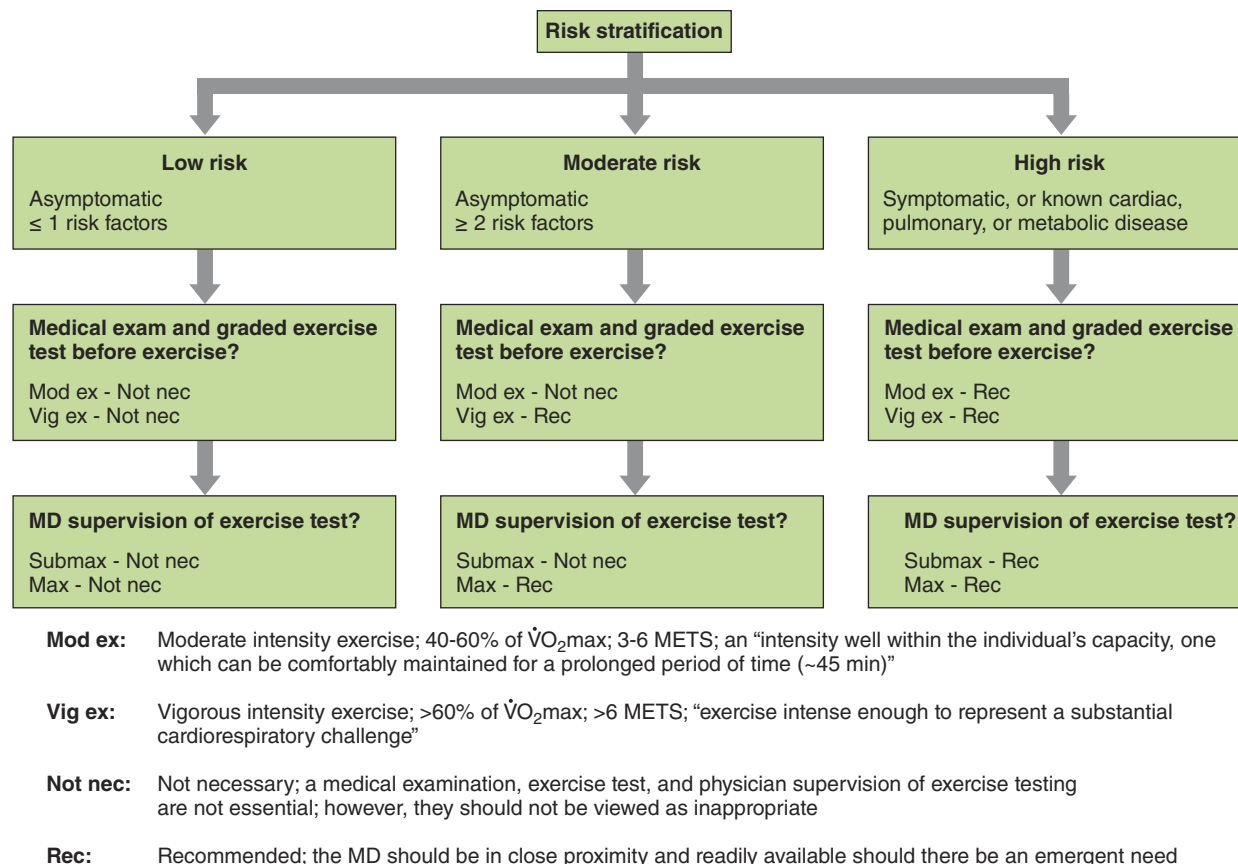 Risk stratification
Low risk
Asymptomatic
≤ 1 risk factors
Moderate risk
Asymptomatic
≥ 2 risk factors
High risk
Symptomatic, or known cardiac,
pulmonary, or metabolic disease
Medical exam and graded exercise
test before exercise?
Mod ex - Not nec
Vig ex - Not nec
Medical exam and graded exercise
test before exercise?
Mod ex - Not nec
Vig ex - Rec
Medical exam and graded exercise
test before exercise?
Mod ex - Rec
Vig ex - Rec
MD supervision of exercise test?
Submax - Not nec
Max - Not nec
MD supervision of exercise test?
Submax - Not nec
Max - Rec
MD supervision of exercise test?
Submax - Rec
Max - Rec
Mod ex: Moderate intensity exercise; 40-60% of V̇O₂max; 3-6 METS; an “intensity well within the individual’s capacity, one
which can be comfortably maintained for a prolonged period of time (~45 min)”
Vig ex: Vigorous intensity exercise; >60% of V̇O₂max; >6 METS; “exercise intense enough to represent a substantial
cardiorespiratory challenge”
Not nec: Not necessary; a medical examination, exercise test, and physician supervision of exercise testing
are not essential; however, they should not be viewed as inappropriate
Rec: Recommended; the MD should be in close proximity and readily available should there be an emergent need